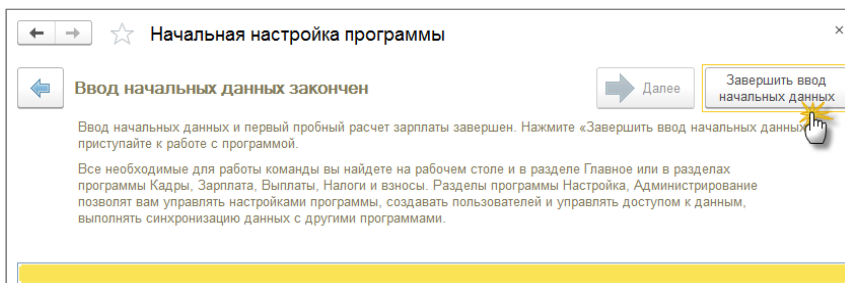 Начальная настройка программы
Ввод начальных данных закончен
Далее
Завершить ввод
начальных данных
Ввод начальных данных и первый пробный расчет зарплаты завершен. Нажмите «Завершить ввод начальных данных
приступайте к работе с программой.
Все необходимые для работы команды вы найдете на рабочем столе и в разделе Главное или в разделах
программы Кадры, Зарплата, Выплаты, Налоги и взносы. Разделы программы Настройка, Администрирование
позволят вам управлять настройками программы, создавать пользователей и управлять доступом к данным,
выполнять синхронизацию данных с другими программами.